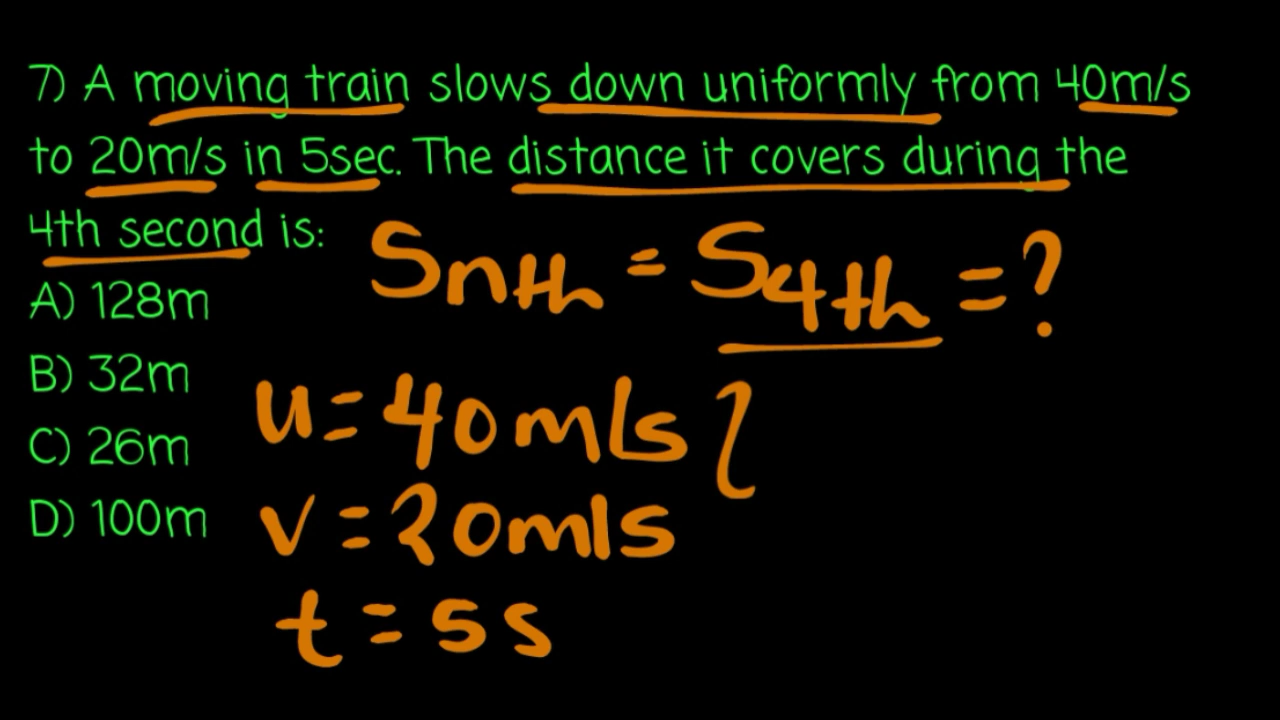 7) A moving train slows down uniformly from 40m/s
to 20m/s in 5sec. The distance it covers during the
4th second is:
Snth = S4th = ?
A) 128m
B) 32m
u = 40m/s
C) 26m
D) 100m
v = 20m/s
t = 5s